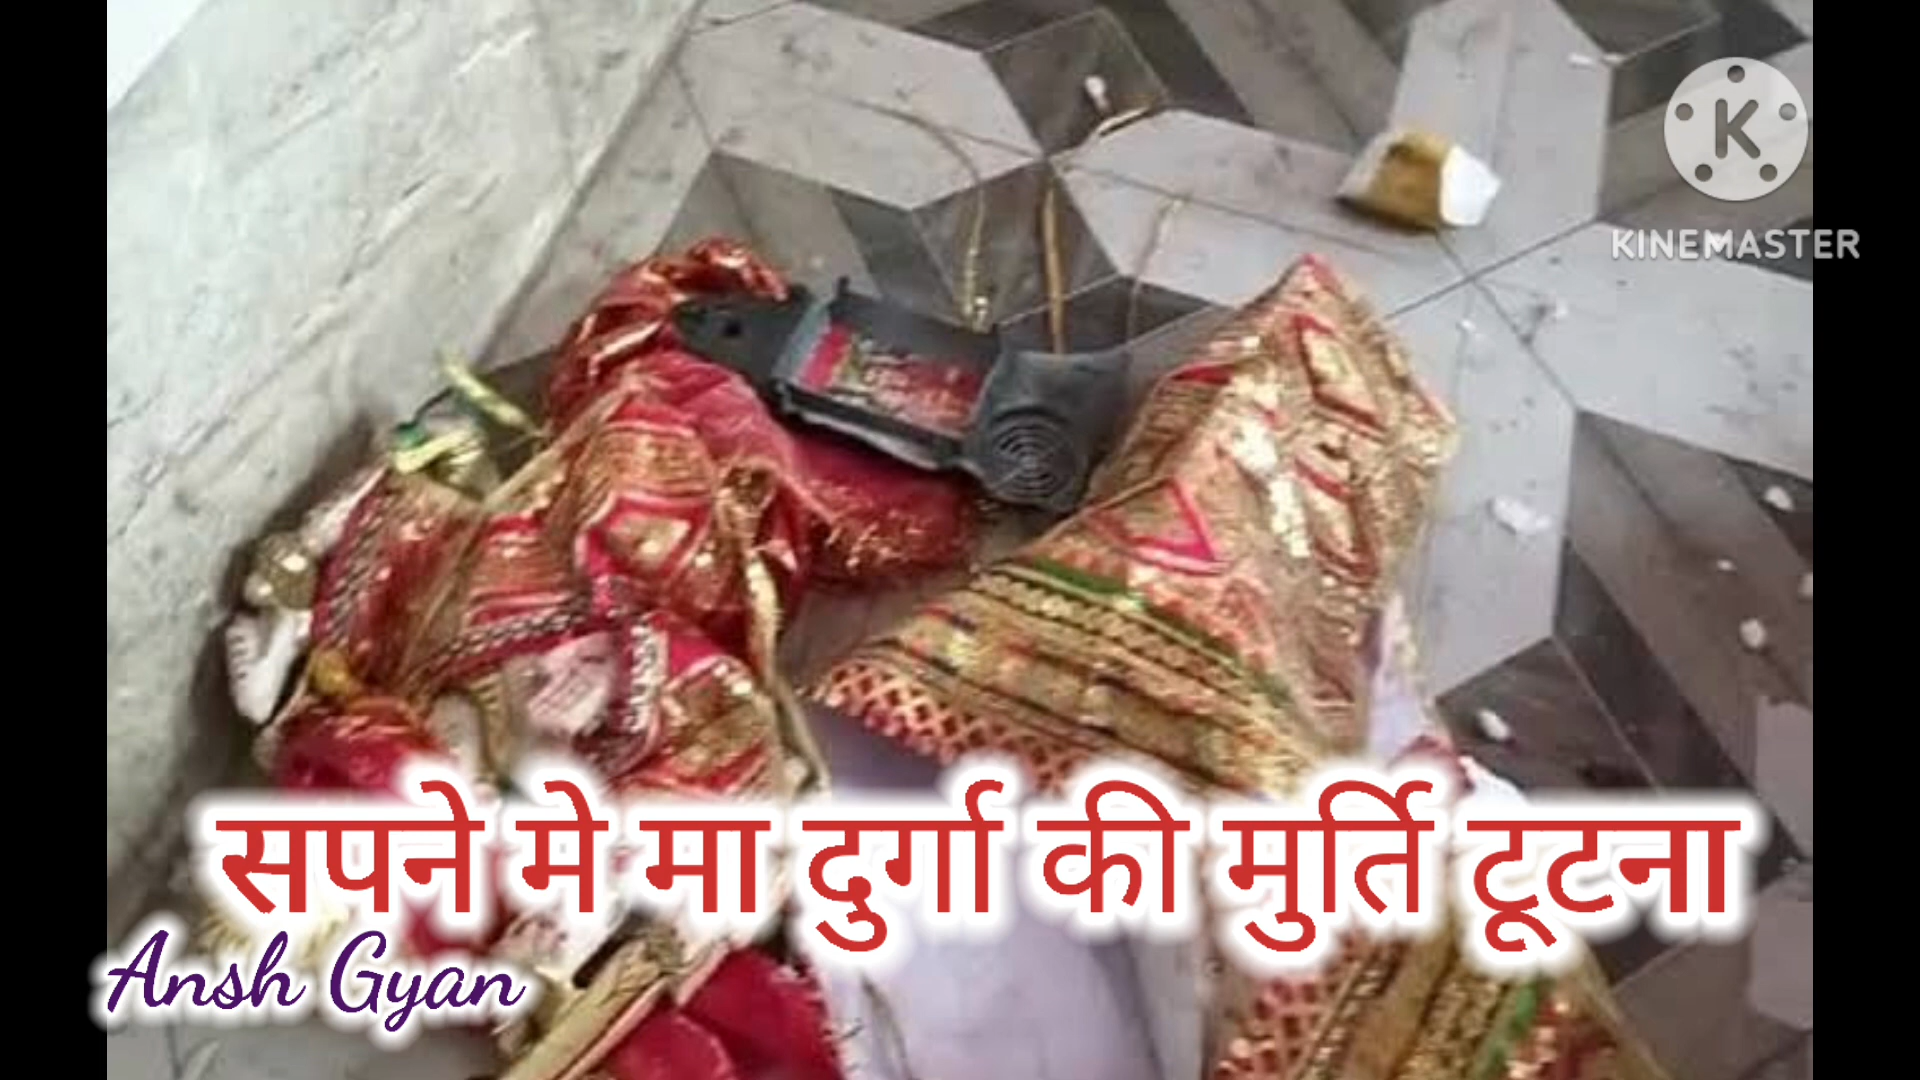 KINEMASTER
सपने मे मा दुर्गा की मुर्ति टूटना
Ansh Gyan